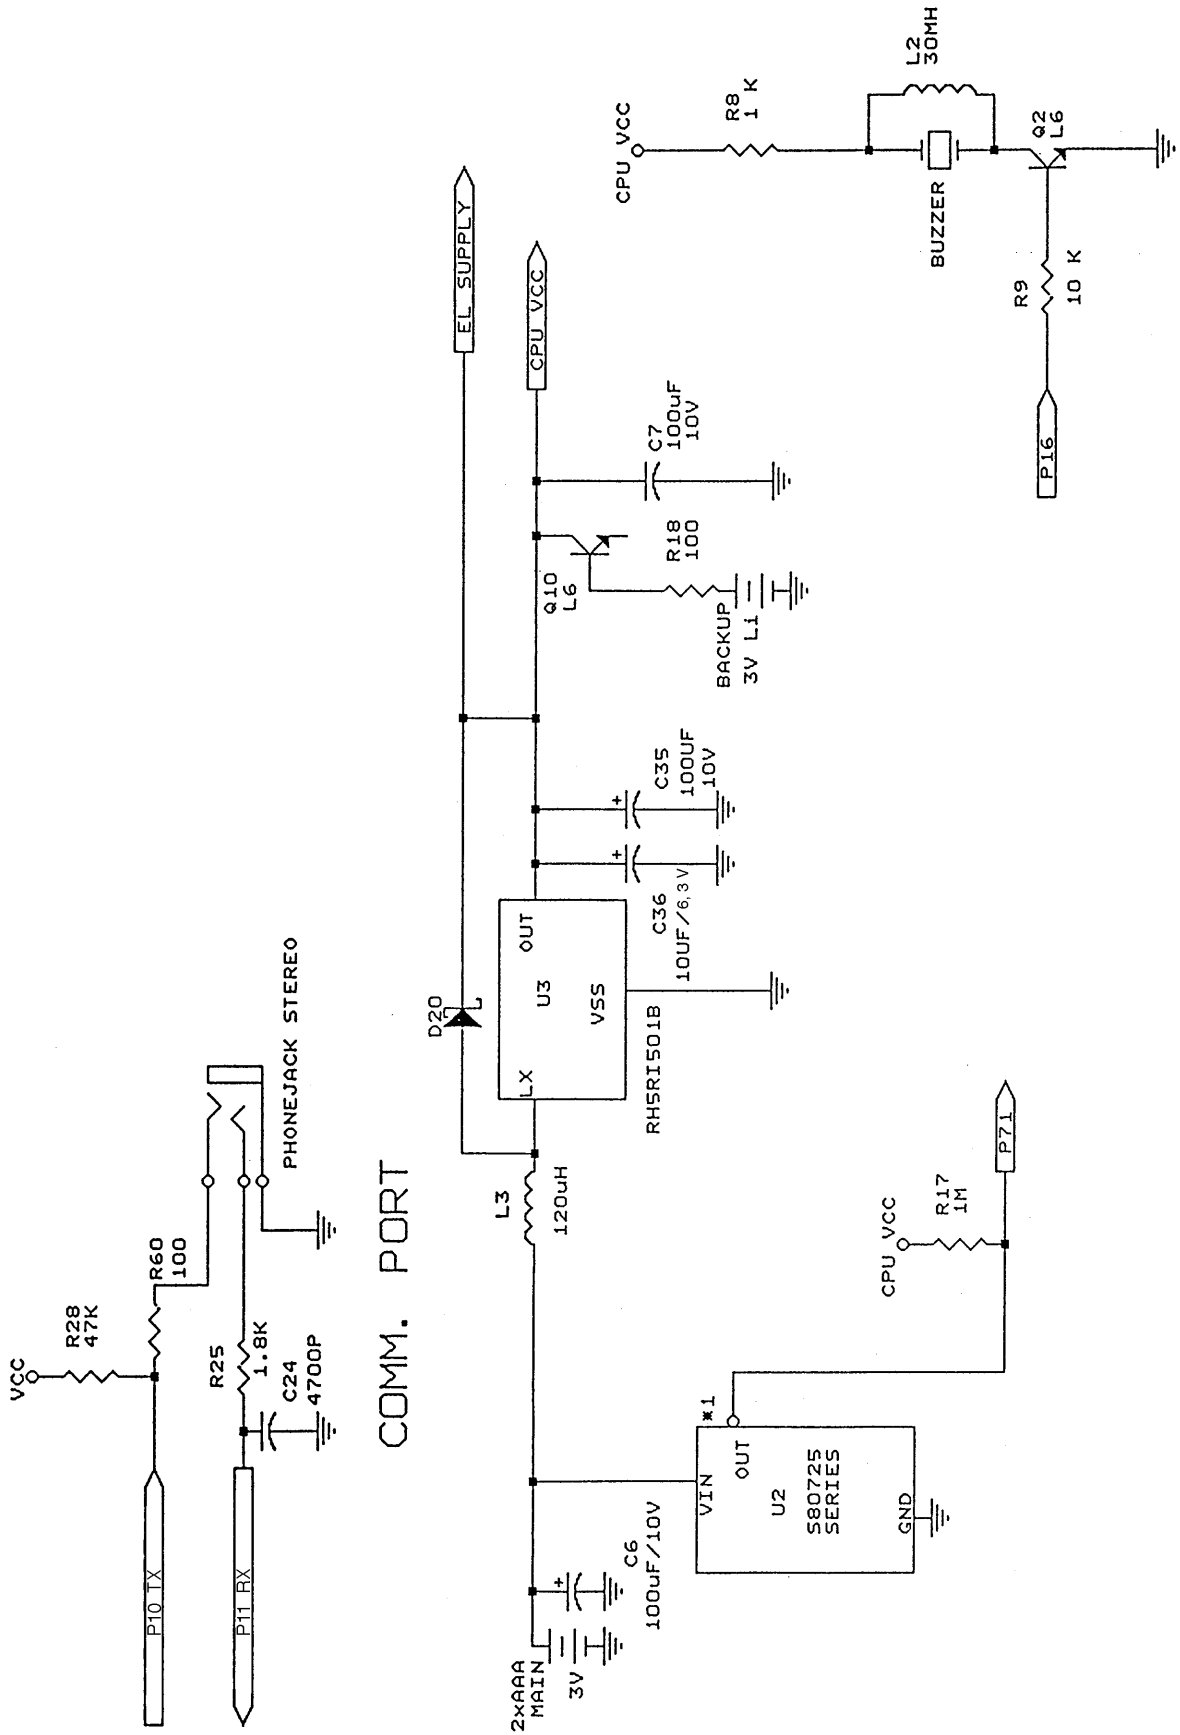 VCC
R28
47K
R60
100
P10 TX
P11 RX
R25
1.8K
C24
4700P
PHONEJACK STEREO
COMM. PORT
2xAAA
MAIN
3V
C6
100uF/10V
L3
120uH
D20
LX
OUT
U3
VSS
RH5RI501B
C36
10UF/6,3 V
+
C35
100UF
10V
+
EL SUPPLY
CPU VCC
Q10
L6
R18
100
BACKUP
3V Li
C7
100uF
10V
+
VIN
OUT
*1
U2
S80725
SERIES
GND
CPU VCC
R17
1M
P71
CPU VCC
R8
1 K
L2
30MH
BUZZER
Q2
L6
R9
10 K
P16